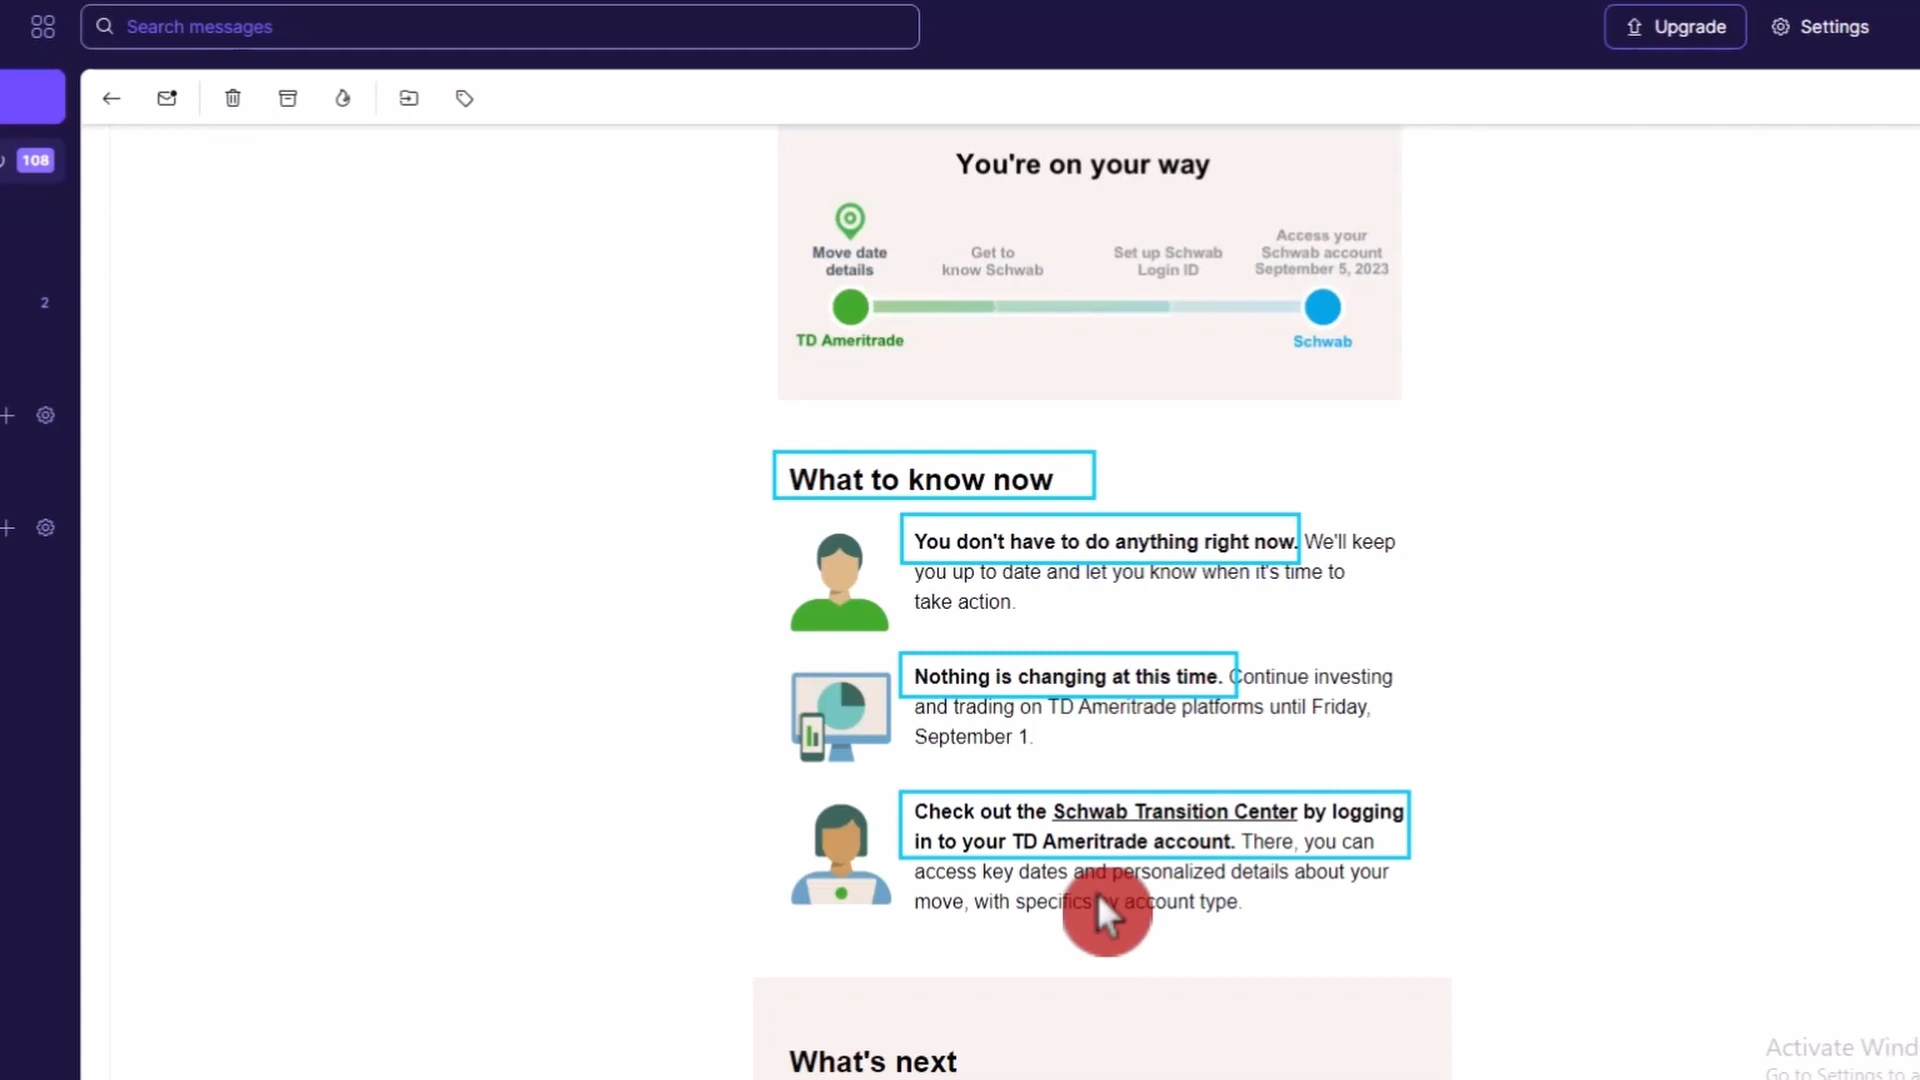 Search messages
Upgrade
Settings
108
2
You're on your way
Move date
details
Get to
know Schwab
Set up Schwab
Login ID
Access your
Schwab account
September 5, 2023
TD Ameritrade
Schwab
What to know now
You don't have to do anything right now. We'll keep
you up to date and let you know when it's time to
take action.
Nothing is changing at this time. Continue investing
and trading on TD Ameritrade platforms until Friday,
September 1.
Check out the Schwab Transition Center by logging
in to your TD Ameritrade account. There, you can
access key dates and personalized details about your
move, with specifics by account type.
What's next
Activate Wind
Go to Settings to a